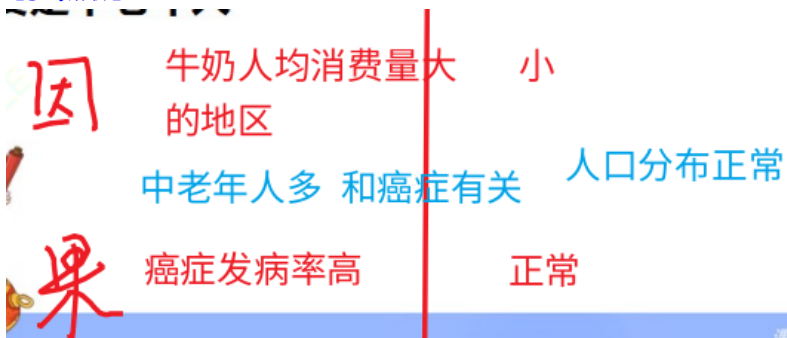 因
牛奶人均消费量大 小
的地区
中老年人多 和癌症有关 人口分布正常
果
癌症发病率高 正常